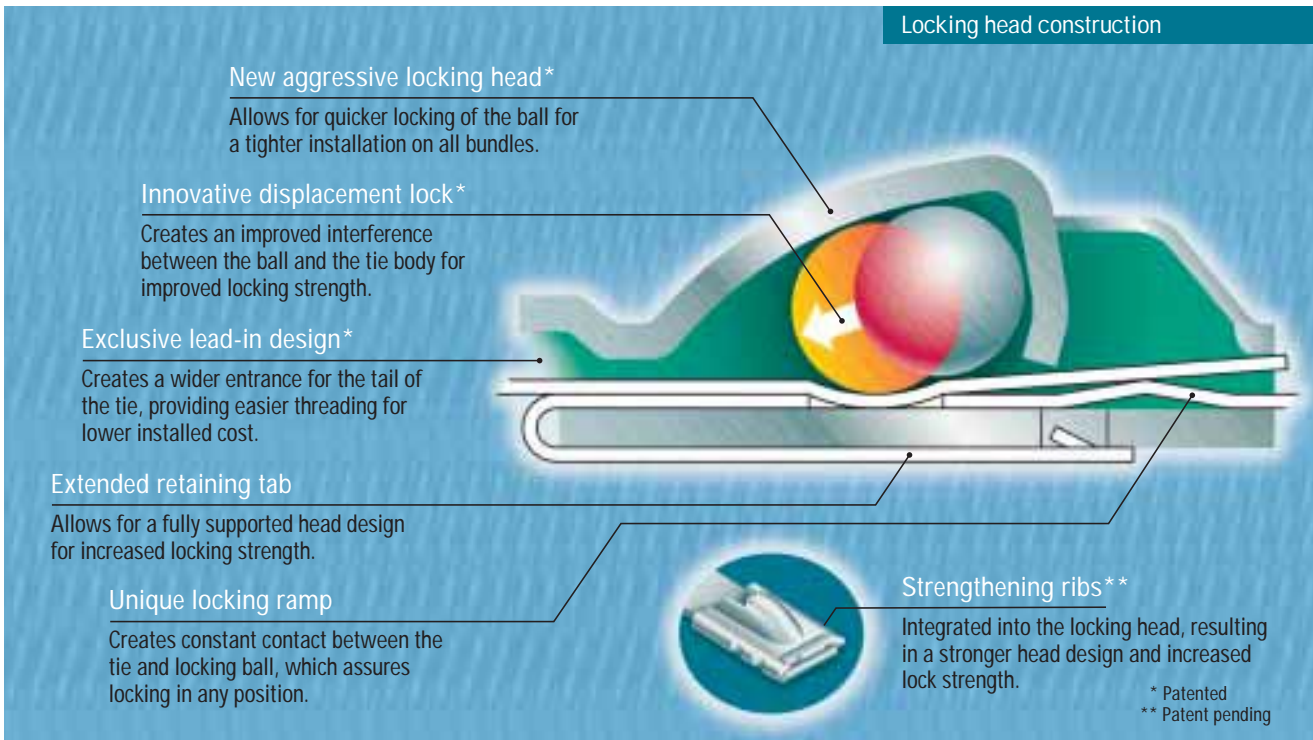 Locking head construction
New aggressive locking head*
Allows for quicker locking of the ball for
a tighter installation on all bundles.
Innovative displacement lock*
Creates an improved interference
between the ball and the tie body for
improved locking strength.
Exclusive lead-in design*
Creates a wider entrance for the tail of
the tie, providing easier threading for
lower installed cost.
Extended retaining tab
Allows for a fully supported head design
for increased locking strength.
Unique locking ramp
Creates constant contact between the
tie and locking ball, which assures
locking in any position.
Strengthening ribs**
Integrated into the locking head, resulting
in a stronger head design and increased
lock strength.
* Patented
** Patent pending